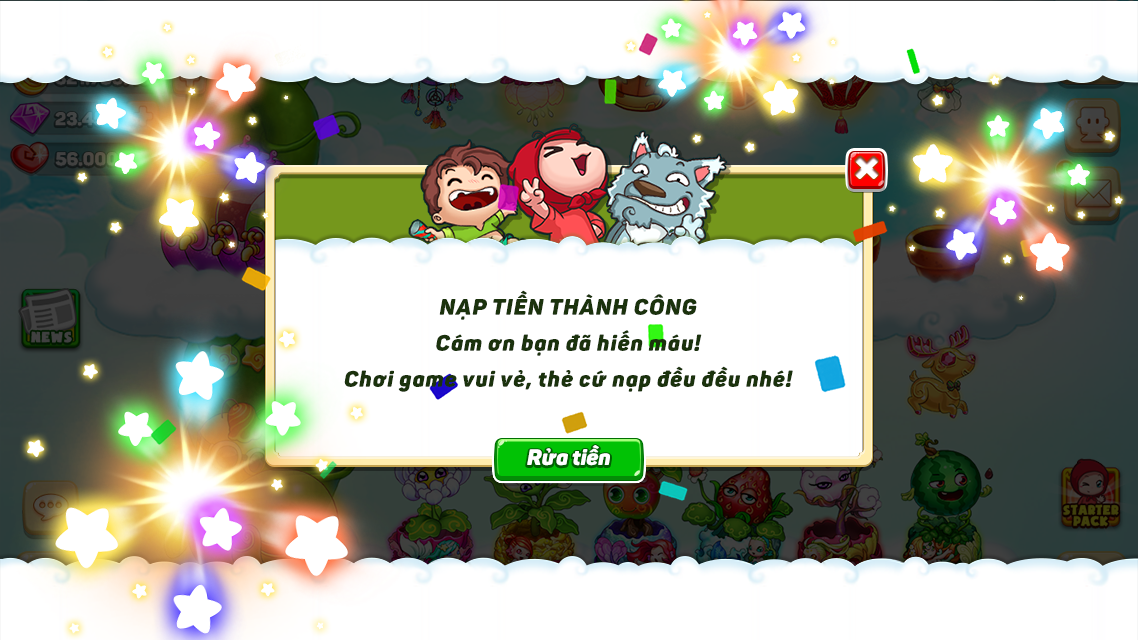 NẠP TIỀN THÀNH CÔNG
Cám ơn bạn đã hiến máu!
Chơi game vui vẻ, thẻ cứ nạp đều đều nhé!
Rửa tiền
NEWS
STARTER
PACK